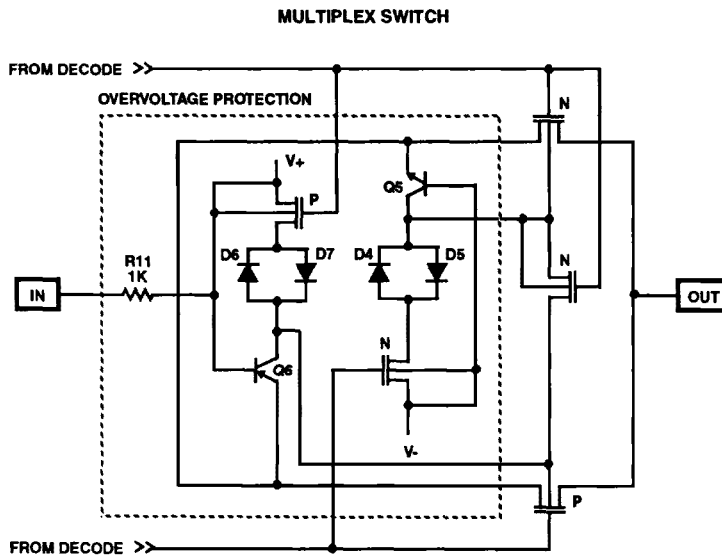 MULTIPLEX SWITCH
FROM DECODE
OVERVOLTAGE PROTECTION
N
V+
Q5
P
R11
1K
D6
D7
D4
D5
N
IN
OUT
N
Q6
V-
P
FROM DECODE